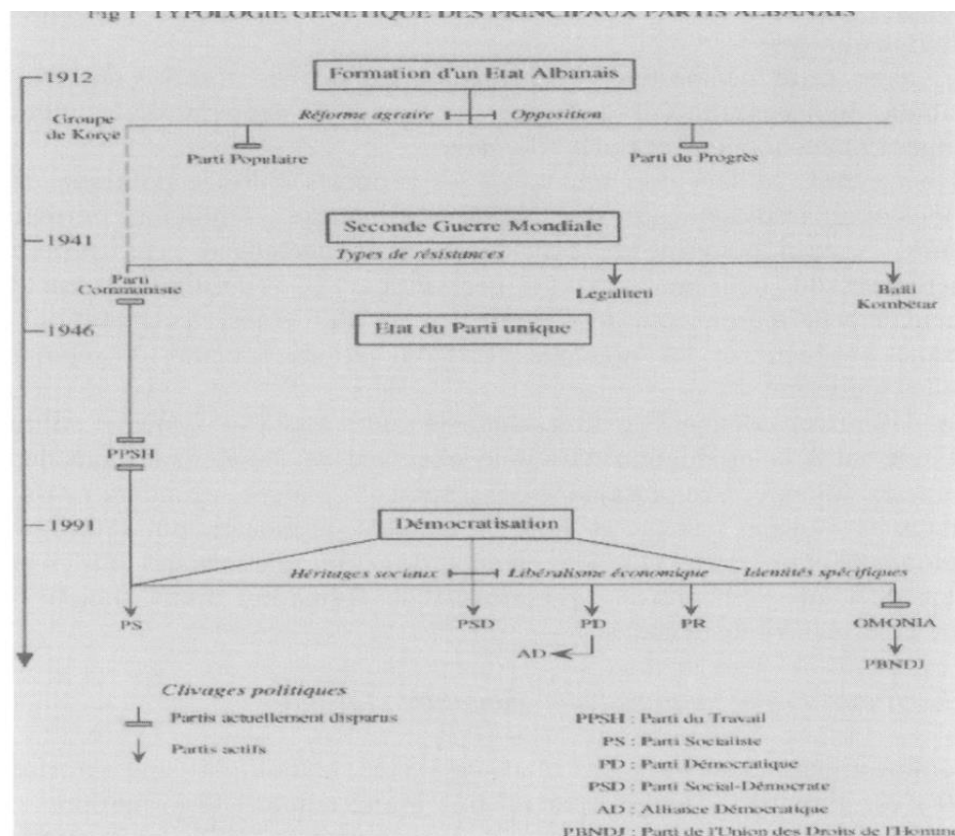 Fig 1 TYPOLOGIE GENETIQUE DES PRINCIPAUX PARTIS ALBANAIS
1912
Formation d'un Etat Albanais
Groupe
de Korçe
Réforme agraire
Opposition
Parti Populaire
Parti du Progrès
1941
Seconde Guerre Mondiale
Types de résistances
Parti
Communiste
Legaliteti
Balli
Kombëtar
1946
Etat du Parti unique
PPSH
1991
Démocratisation
Héritages sociaux
Libéralisme économique
Identités spécifiques
PS
PSD
PD
PR
OMONIA
AD
PBNDJ
Clivages politiques
Partis actuellement disparus
Partis actifs
PPSH : Parti du Travail
PS : Parti Socialiste
PD : Parti Démocratique
PSD : Parti Social-Démocrate
AD : Alliance Démocratique
PBNDJ : Parti de l'Union des Droits de l'Homme